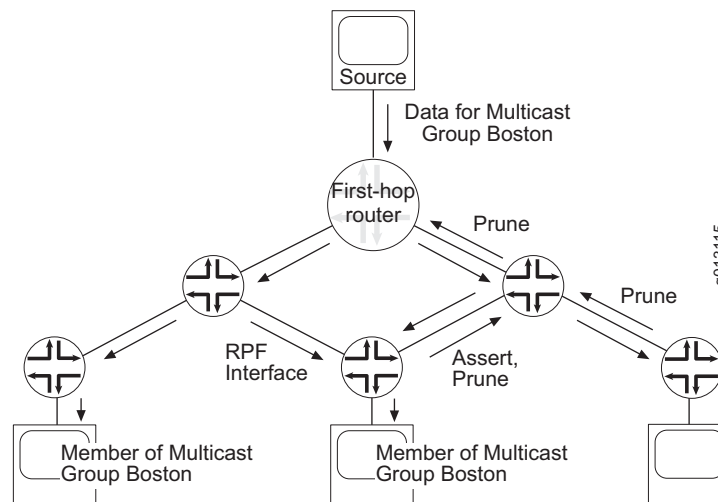 Source
Data for Multicast
Group Boston
First-hop
router
Prune
Prune
RPF
Interface
Assert,
Prune
Member of Multicast
Group Boston
Member of Multicast
Group Boston